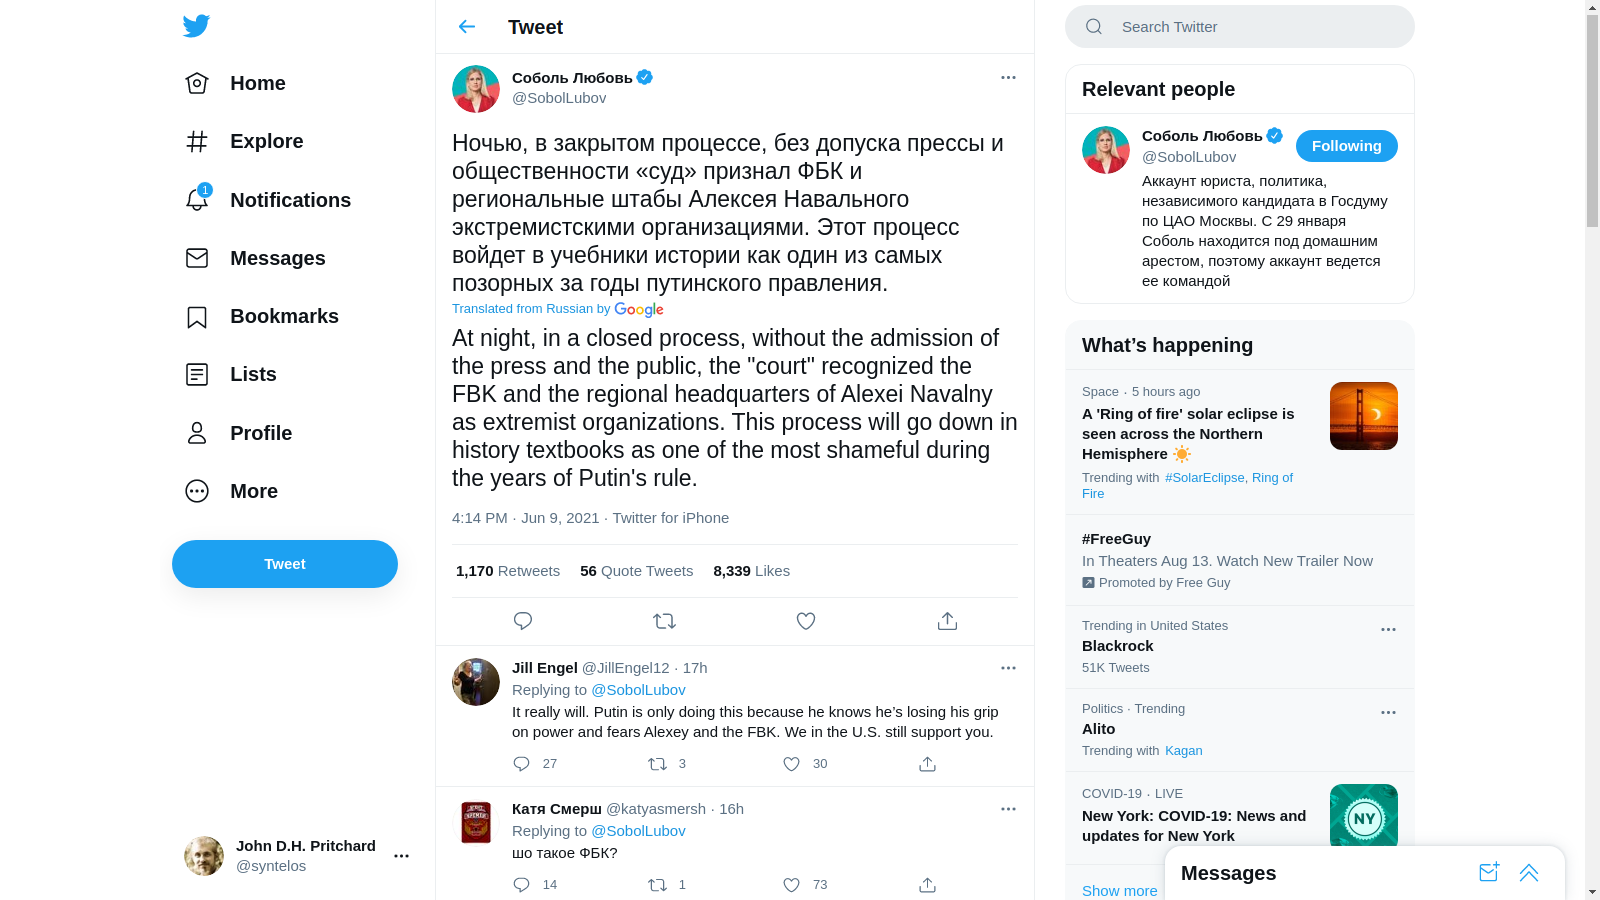 Home
Explore
1
Notifications
Messages
Bookmarks
Lists
Profile
More
Tweet
John D.H. Pritchard
@syntelos
Tweet
Соболь Любовь
@SobolLubov
Ночью, в закрытом процессе, без допуска прессы и
общественности «суд» признал ФБК и
региональные штабы Алексея Навального
экстремистскими организациями. Этот процесс
войдет в учебники истории как один из самых
позорных за годы путинского правления.
Translated from Russian by Google
At night, in a closed process, without the admission of
the press and the public, the "court" recognized the
FBK and the regional headquarters of Alexei Navalny
as extremist organizations. This process will go down in
history textbooks as one of the most shameful during
the years of Putin's rule.
4:14 PM · Jun 9, 2021 · Twitter for iPhone
1,170 Retweets 56 Quote Tweets 8,339 Likes
Jill Engel @JillEngel12 · 17h
Replying to @SobolLubov
It really will. Putin is only doing this because he knows he’s losing his grip
on power and fears Alexey and the FBK. We in the U.S. still support you.
27 3 30
Катя Смерш @katyasmersh · 16h
Replying to @SobolLubov
шо такое ФБК?
14 1 73
Search Twitter
Relevant people
Соболь Любовь
@SobolLubov
Following
Аккаунт юриста, политика,
независимого кандидата в Госдуму
по ЦАО Москвы. С 29 января
Соболь находится под домашним
арестом, поэтому аккаунт ведется
ее командой
What’s happening
Space · 5 hours ago
A 'Ring of fire' solar eclipse is
seen across the Northern
Hemisphere
Trending with #SolarEclipse, Ring of
Fire
#FreeGuy
In Theaters Aug 13. Watch New Trailer Now
Promoted by Free Guy
Trending in United States
Blackrock
51K Tweets
Politics · Trending
Alito
Trending with Kagan
COVID-19 · LIVE
New York: COVID-19: News and
updates for New York
NY
Show more
Messages